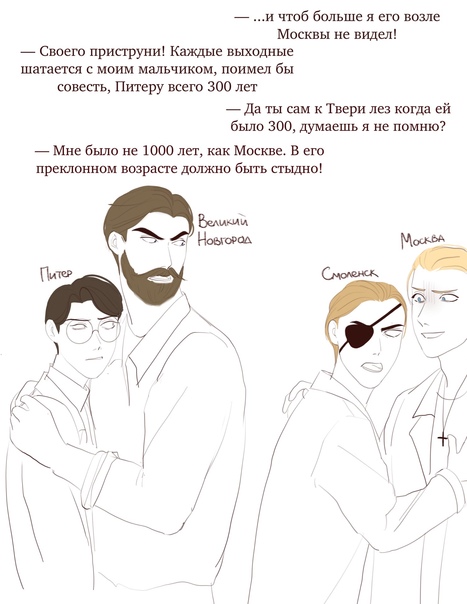 — ...и чтоб больше я его возле
Москвы не видел!
— Своего приструни! Каждые выходные
шатается с моим мальчиком, поимел бы
совесть, Питеру всего 300 лет
— Да ты сам к Твери лез когда ей
было 300, думаешь я не помню?
— Мне было не 1000 лет, как Москве. В его
преклонном возрасте должно быть стыдно!
Великий
Новгород
Москва
Питер
Смоленск